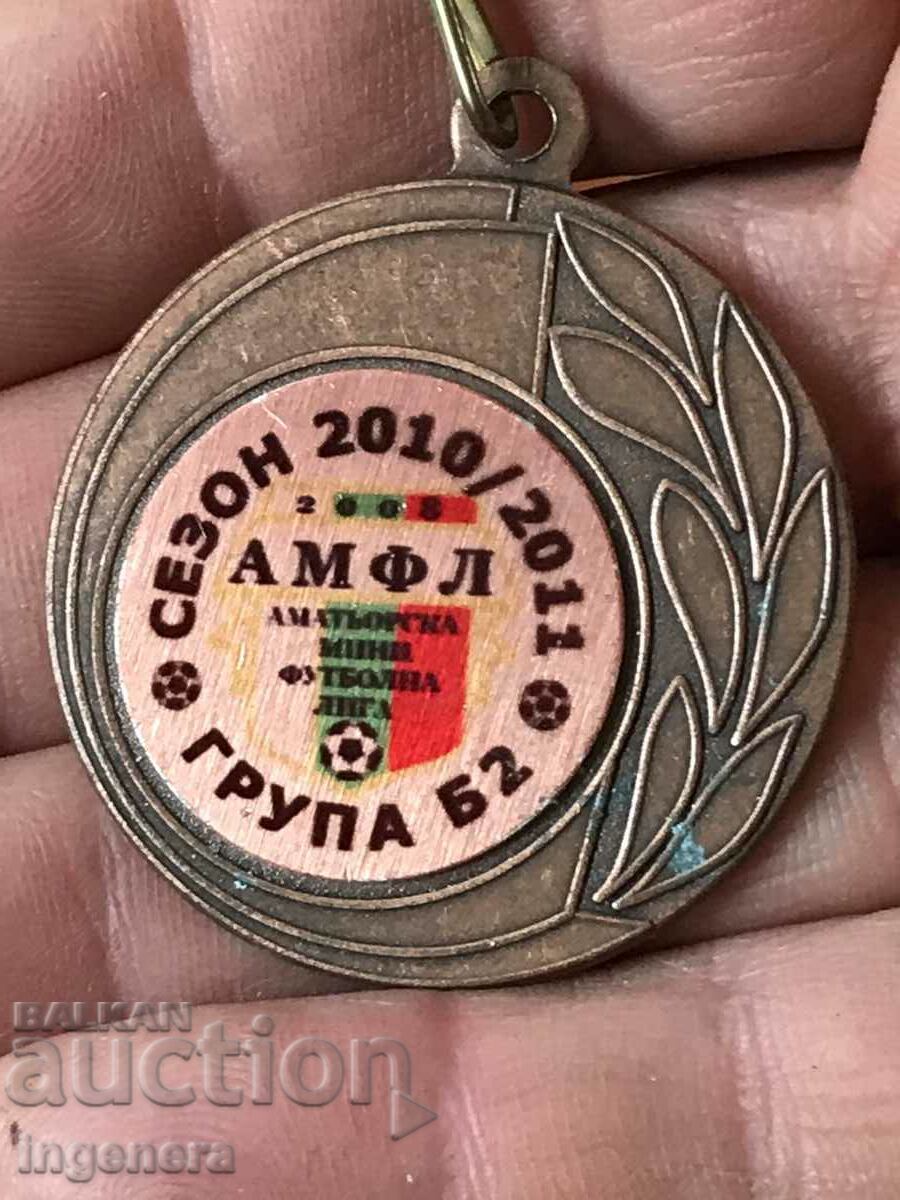 СЕЗОН 2010/2011
2008
АМФЛ
АМАТЬОРСКА
МИНИ
ФУТБОЛНА
ЛИГА
ГРУПА Б2
BALKAN
auction
ingenera